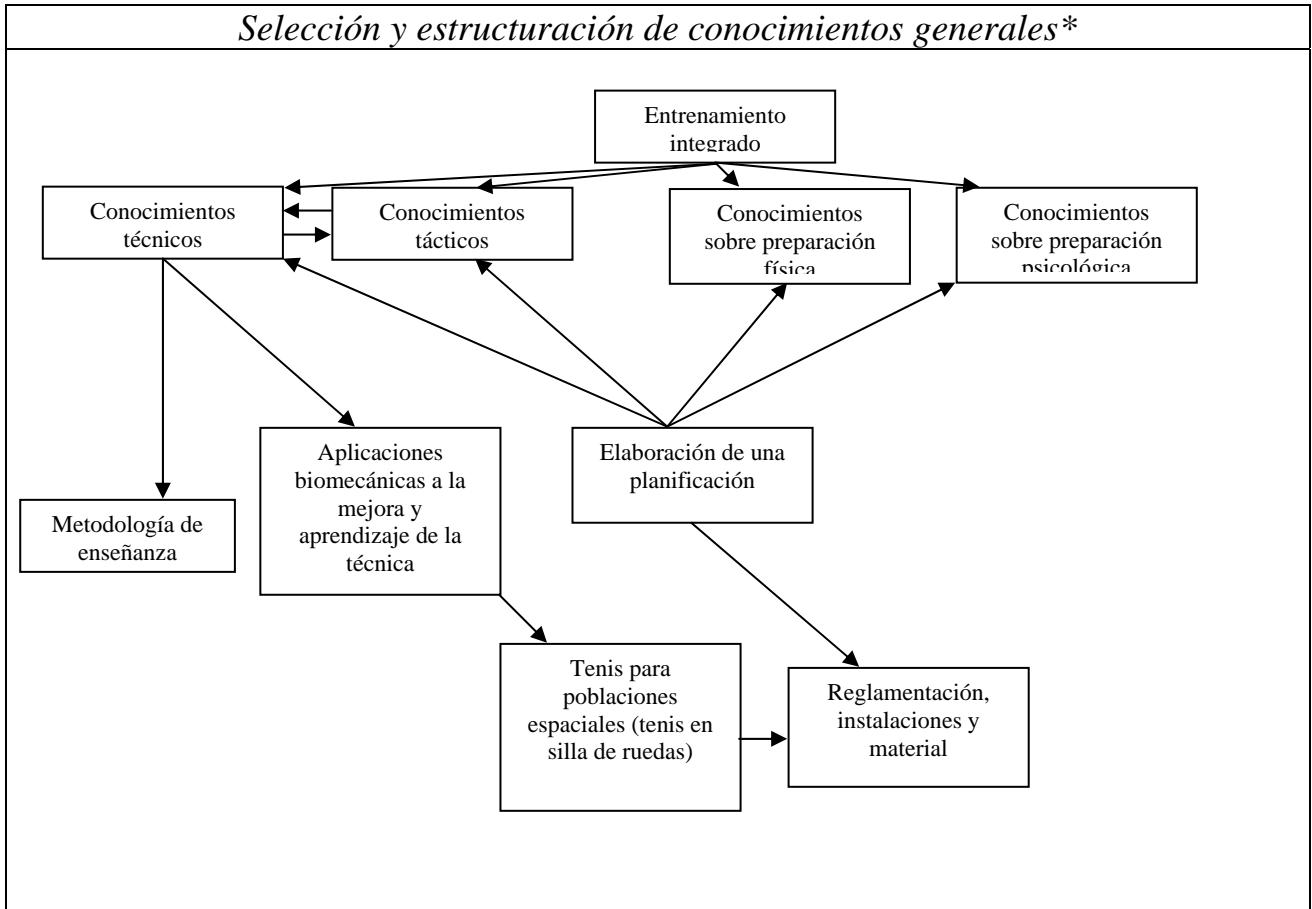 Selección y estructuración de conocimientos generales*
Entrenamiento
integrado
Conocimientos
técnicos
Conocimientos
tácticos
Conocimientos
sobre preparación
física
Conocimientos
sobre preparación
psicológica
Aplicaciones
biomecánicas a la
mejora y
aprendizaje de la
técnica
Elaboración de una
planificación
Metodología de
enseñanza
Tenis para
poblaciones
espaciales (tenis en
silla de ruedas)
Reglamentación,
instalaciones y
material